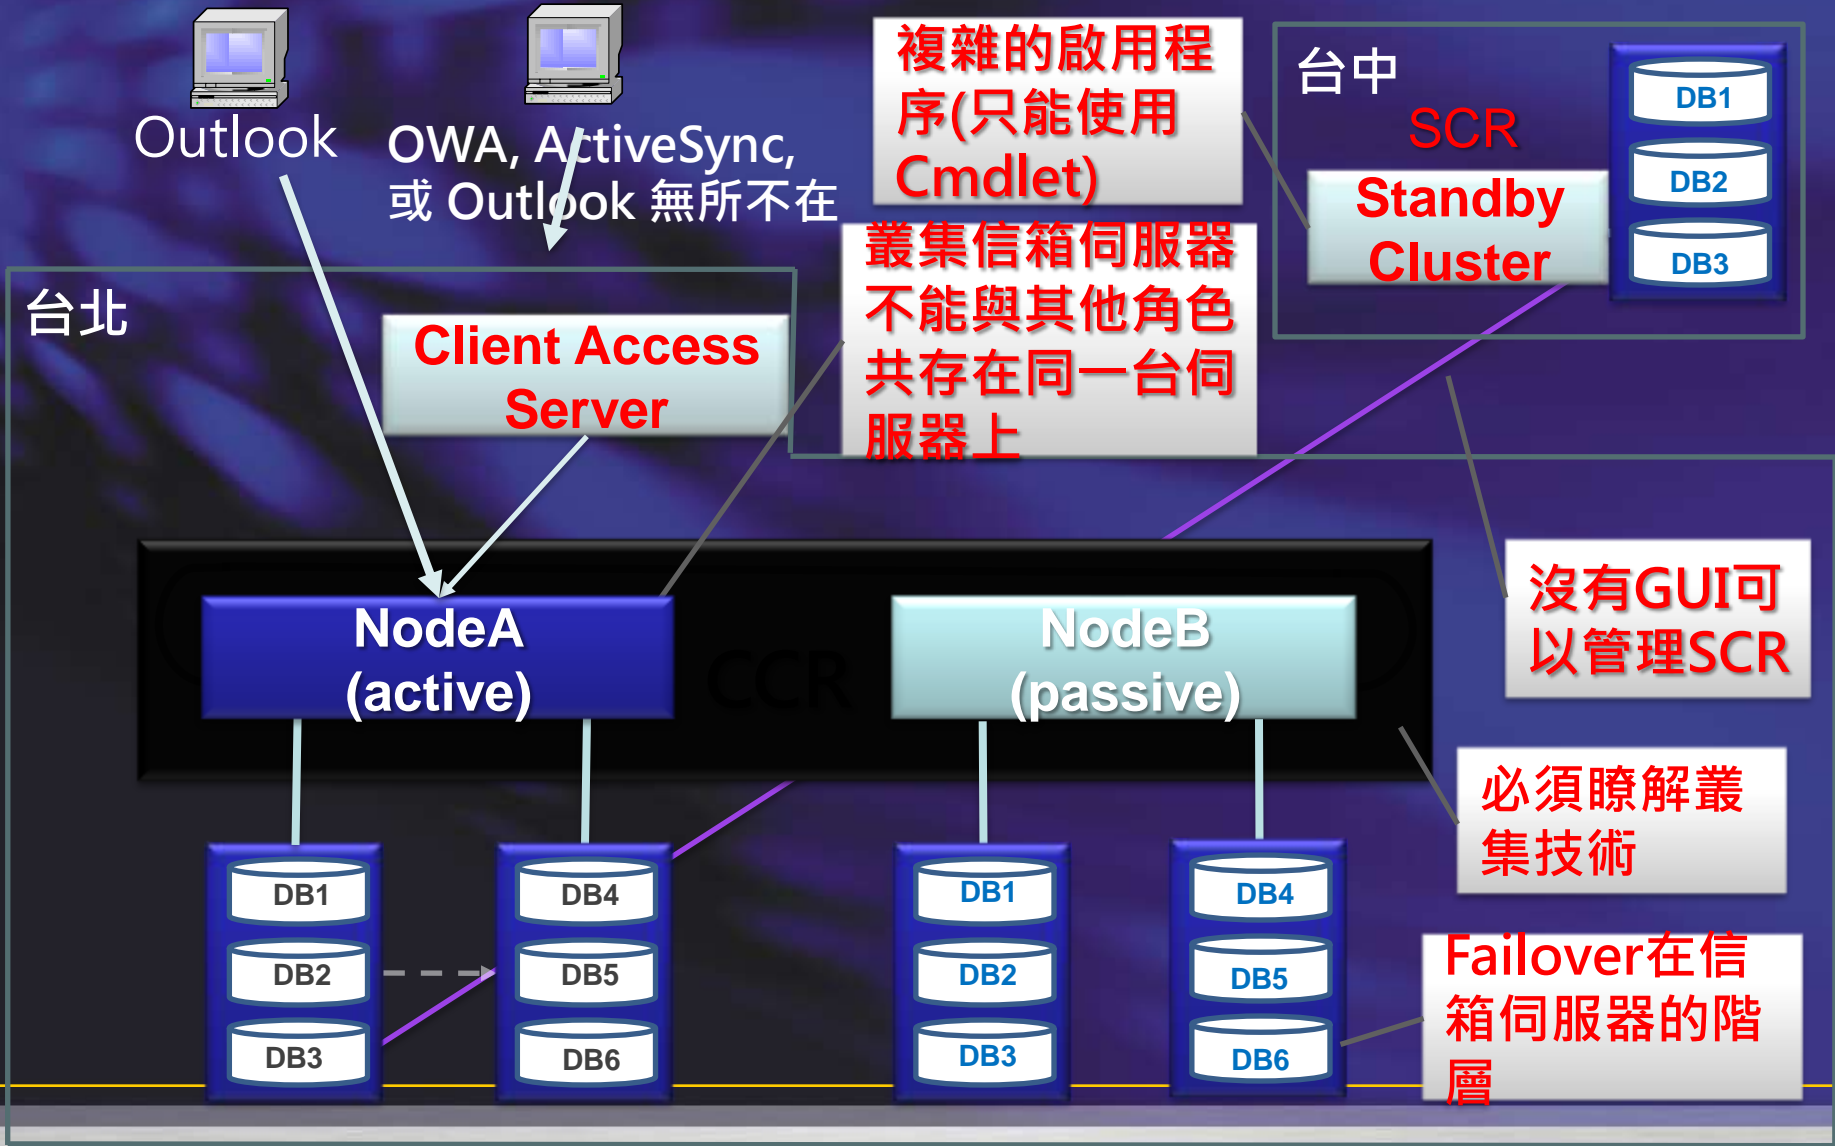 Outlook
OWA, ActiveSync,
或 Outlook 無所不在
複雜的啟用程
序(只能使用
Cmdlet)
台中
SCR
Standby
Cluster
DB1
DB2
DB3
叢集信箱伺服器
不能與其他角色
共存在同一台伺
服器上
台北
Client Access
Server
NodeA
(active)
CCR
NodeB
(passive)
沒有GUI可
以管理SCR
必須瞭解叢
集技術
DB1
DB2
DB3
DB4
DB5
DB6
DB1
DB2
DB3
DB4
DB5
DB6
Failover在信
箱伺服器的階
層